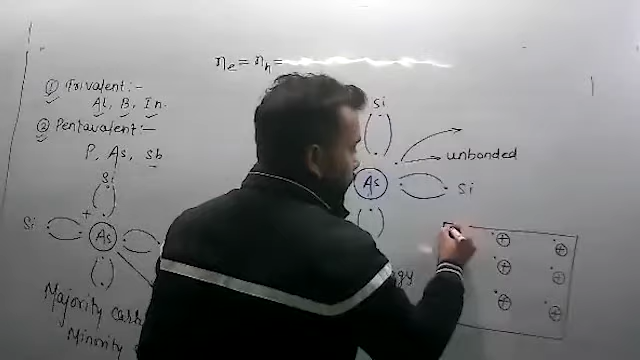 ne = nh =
① Trivalent:-
Al, B, In.
② Pentavalent:-
P, As, Sb
Si
Si
+ As
Majority
Minority
Si
unbonded
As
Si
+ +
+ +
+ +